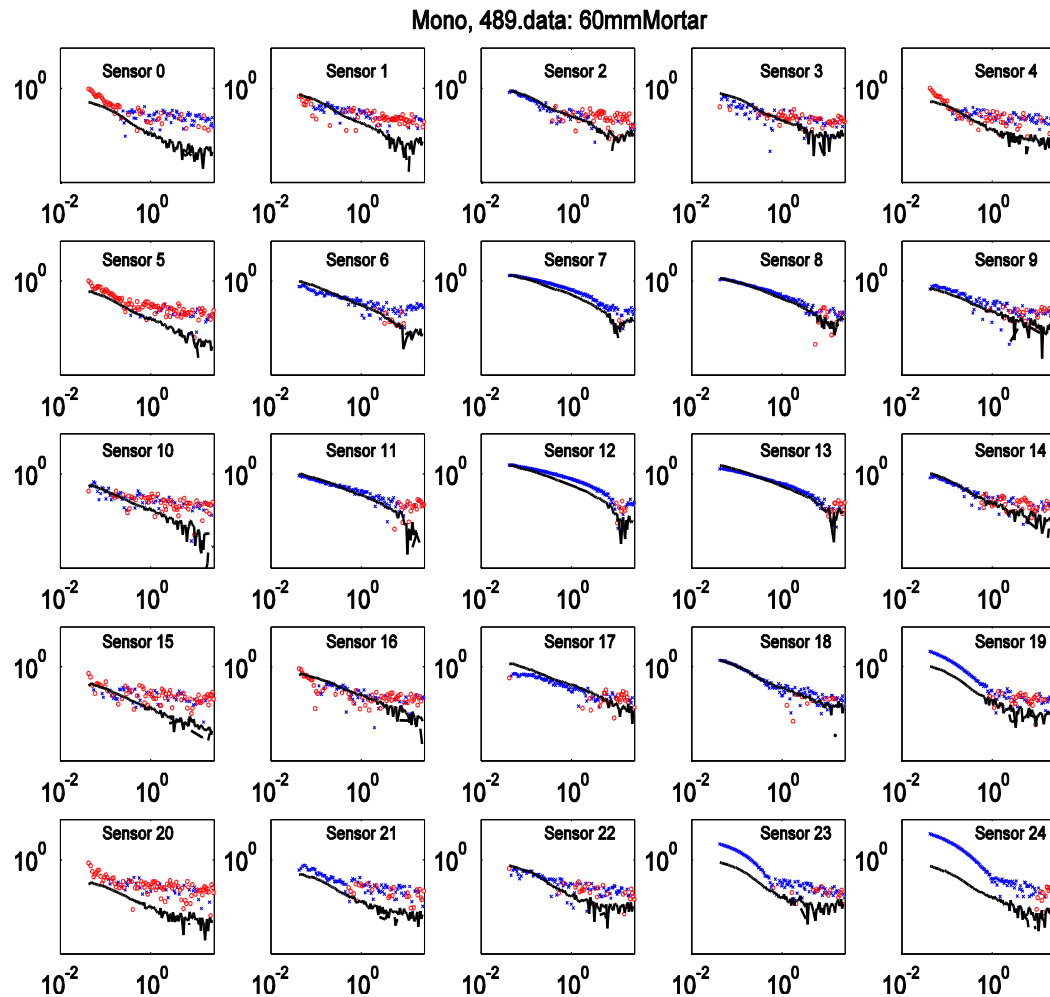 Mono, 489.data: 60mmMortar
Sensor 0 Sensor 1 Sensor 2 Sensor 3 Sensor 4
10^0 10^0 10^0 10^0 10^0
10^-2 10^0 10^-2 10^0 10^-2 10^0 10^-2 10^0 10^-2 10^0
Sensor 5 Sensor 6 Sensor 7 Sensor 8 Sensor 9
10^0 10^0 10^0 10^0 10^0
10^-2 10^0 10^-2 10^0 10^-2 10^0 10^-2 10^0 10^-2 10^0
Sensor 10 Sensor 11 Sensor 12 Sensor 13 Sensor 14
10^0 10^0 10^0 10^0 10^0
10^-2 10^0 10^-2 10^0 10^-2 10^0 10^-2 10^0 10^-2 10^0
Sensor 15 Sensor 16 Sensor 17 Sensor 18 Sensor 19
10^0 10^0 10^0 10^0 10^0
10^-2 10^0 10^-2 10^0 10^-2 10^0 10^-2 10^0 10^-2 10^0
Sensor 20 Sensor 21 Sensor 22 Sensor 23 Sensor 24
10^0 10^0 10^0 10^0 10^0
10^-2 10^0 10^-2 10^0 10^-2 10^0 10^-2 10^0 10^-2 10^0